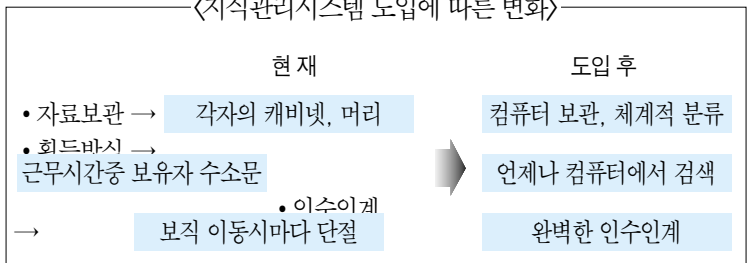 〈지식관리시스템 도입에 따른 변화〉
현 재 도입 후
• 자료보관 → 각자의 캐비넷, 머리 컴퓨터 보관, 체계적 분류
• 획득방식 →
근무시간중 보유자 수소문 언제나 컴퓨터에서 검색
• 인수인계
→ 보직 이동시마다 단절 완벽한 인수인계